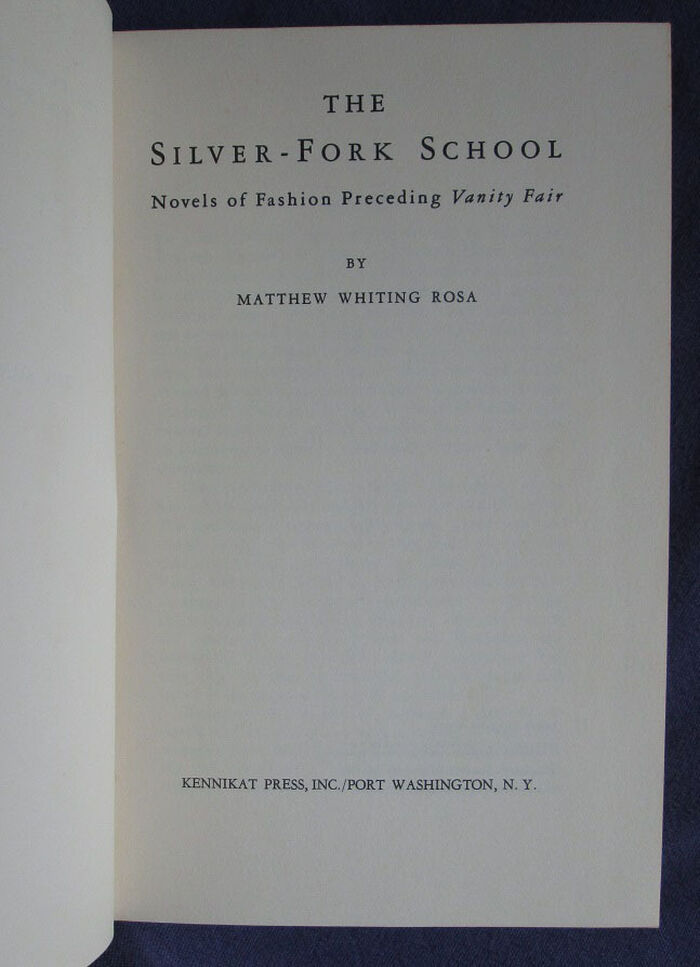 THE
SILVER-FORK SCHOOL
Novels of Fashion Preceding Vanity Fair
BY
MATTHEW WHITING ROSA
KENNIKAT PRESS, INC./PORT WASHINGTON, N. Y.